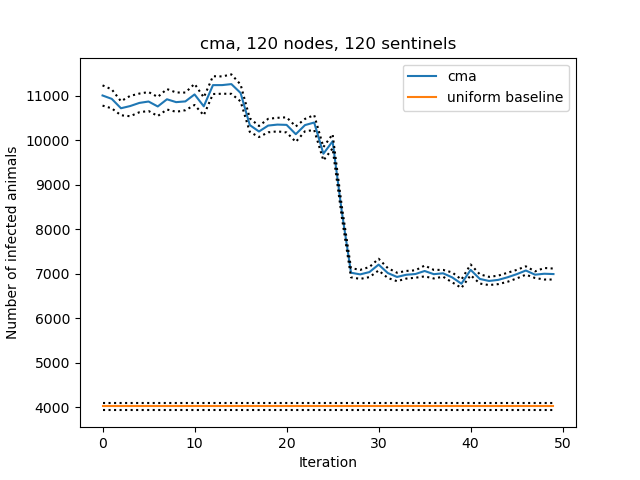 cma, 120 nodes, 120 sentinels
cma
uniform baseline
Number of infected animals
11000
10000
9000
8000
7000
6000
5000
4000
0 10 20 30 40 50
Iteration